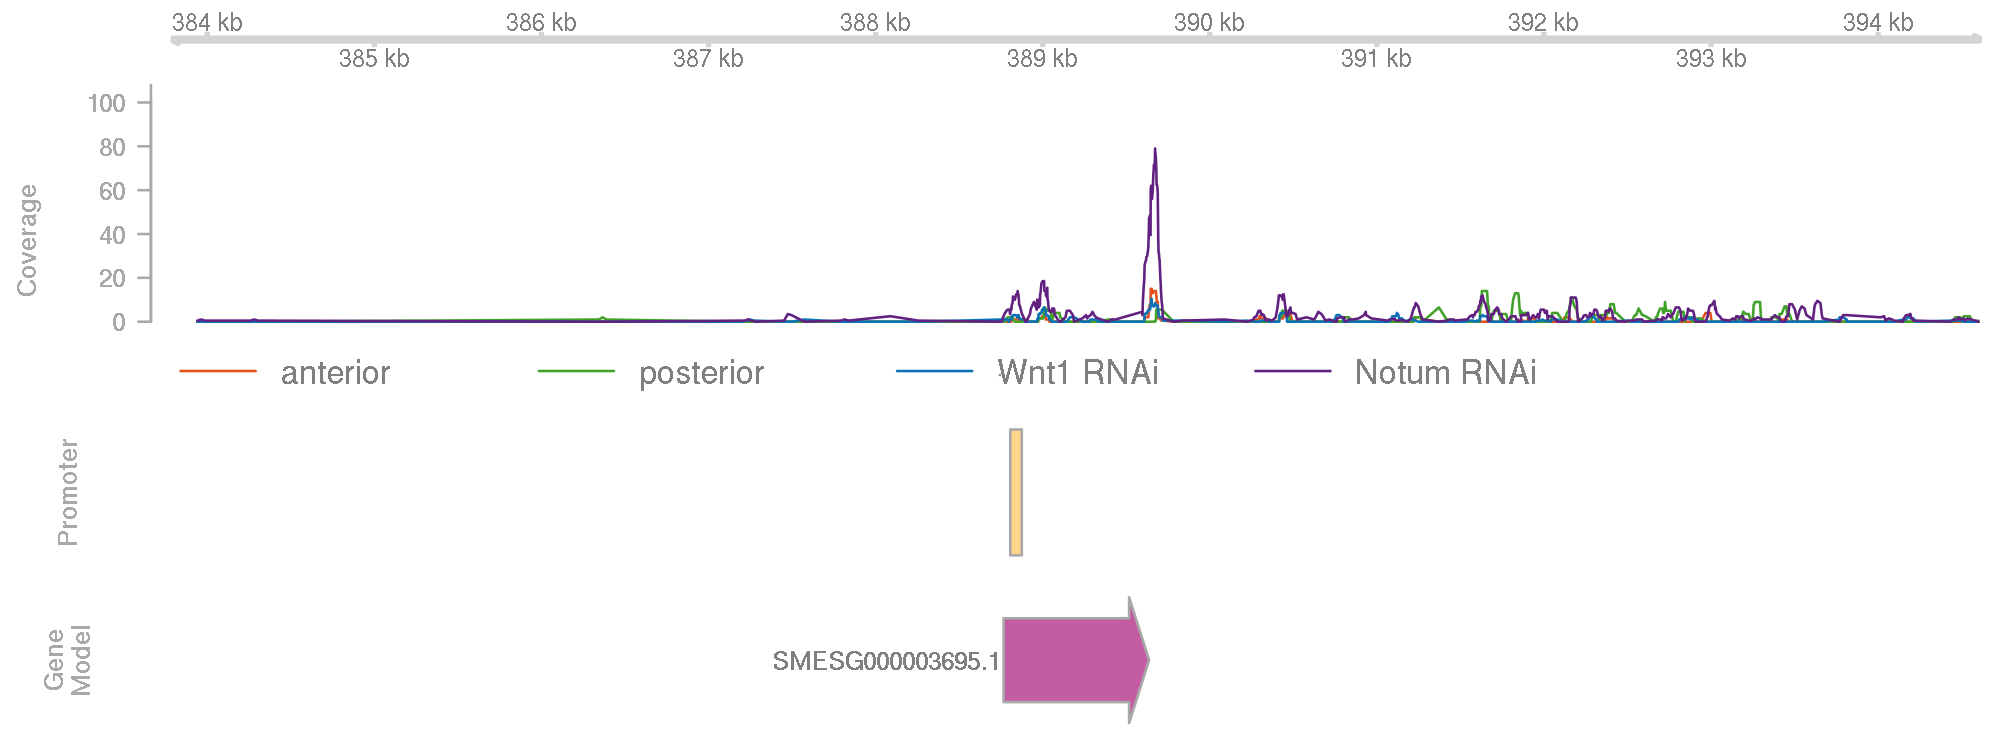 384 kb 386 kb 388 kb 390 kb 392 kb 394 kb
385 kb 387 kb 389 kb 391 kb 393 kb
100
80
60
40
20
0
Coverage
anterior posterior Wnt1 RNAi Notum RNAi
Promoter
Gene
Model
SMESG000003695.1